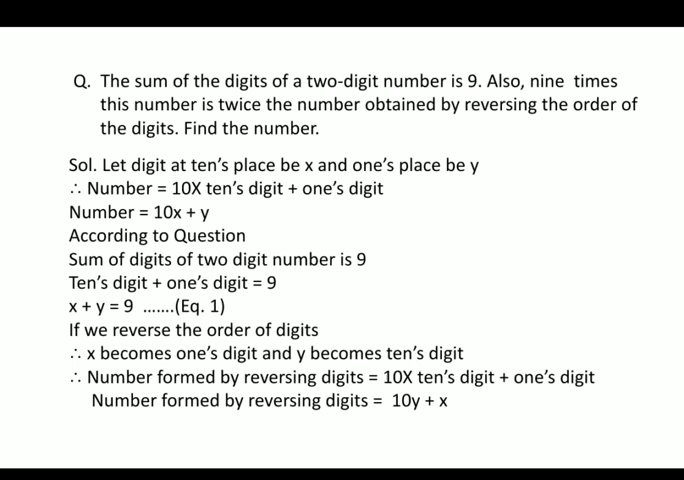 Q. The sum of the digits of a two-digit number is 9. Also, nine times
this number is twice the number obtained by reversing the order of
the digits. Find the number.
Sol. Let digit at ten’s place be x and one’s place be y
∴ Number = 10X ten’s digit + one’s digit
Number = 10x + y
According to Question
Sum of digits of two digit number is 9
Ten’s digit + one’s digit = 9
x + y = 9 .......(Eq. 1)
If we reverse the order of digits
∴ x becomes one’s digit and y becomes ten’s digit
∴ Number formed by reversing digits = 10X ten’s digit + one’s digit
Number formed by reversing digits = 10y + x